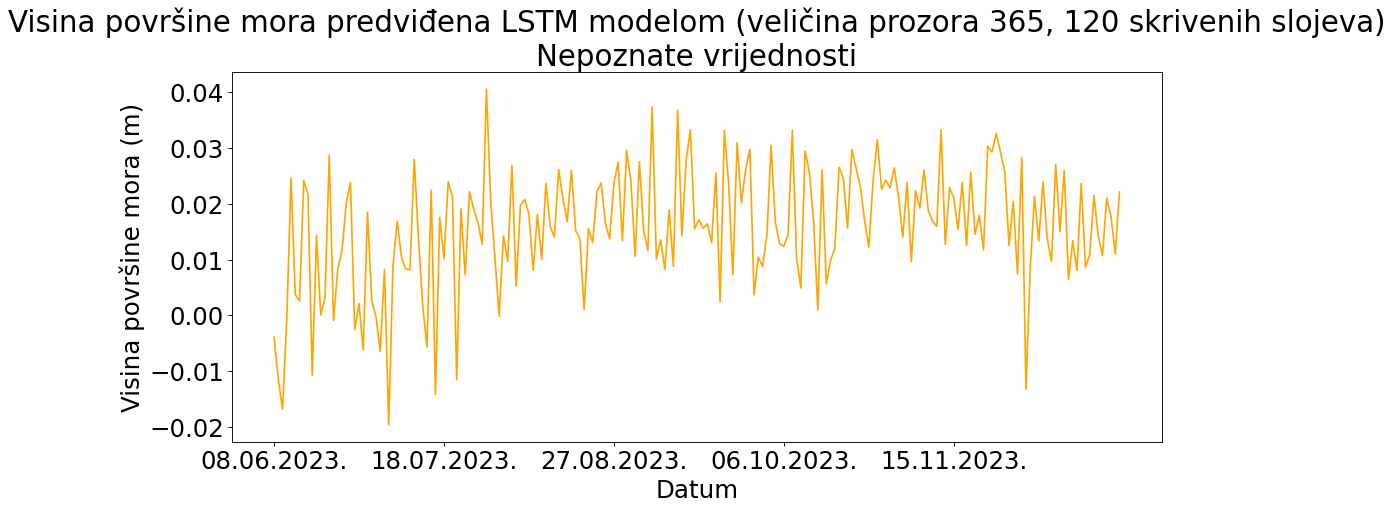 Visina površine mora predviđena LSTM modelom (veličina prozora 365, 120 skrivenih slojeva)
Nepoznate vrijednosti
Visina površine mora (m)
0.04
0.03
0.02
0.01
0.00
−0.01
−0.02
08.06.2023. 18.07.2023. 27.08.2023. 06.10.2023. 15.11.2023.
Datum